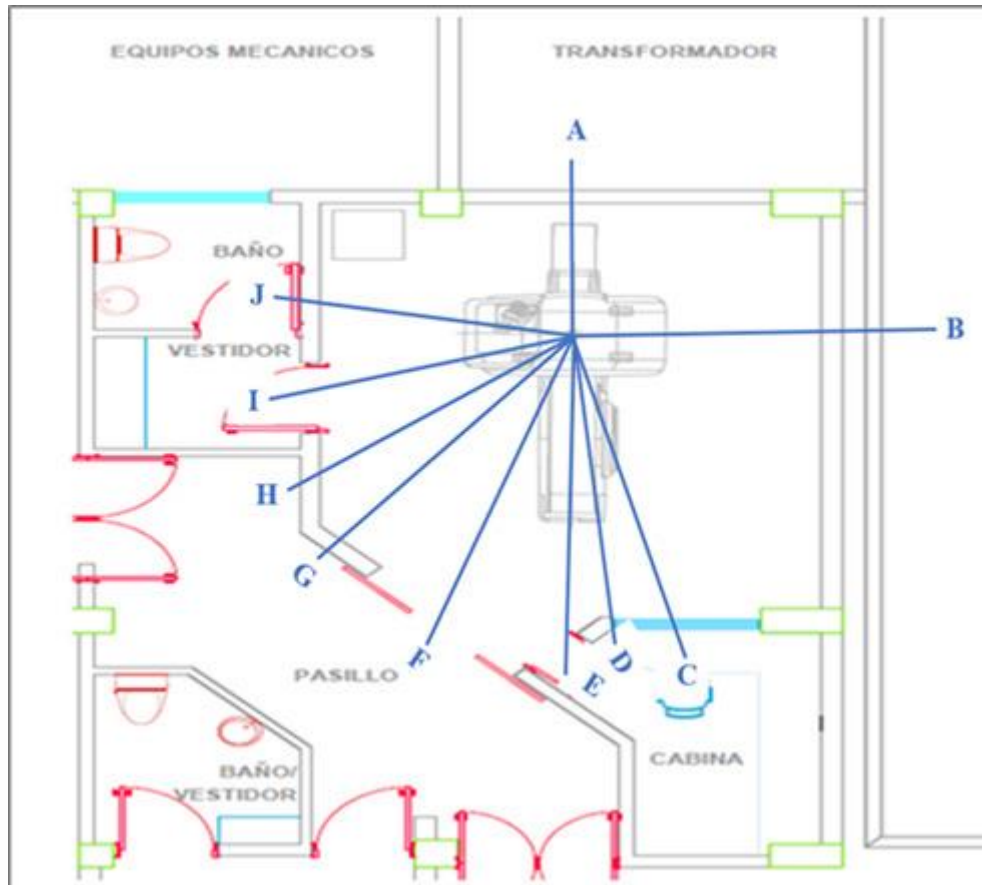 EQUIPOS MECANICOS
TRANSFORMADOR
A
BAÑO
J
B
VESTIDOR
I
H
G
F
D
C
E
PASILLO
CABINA
BAÑO/
VESTIDOR